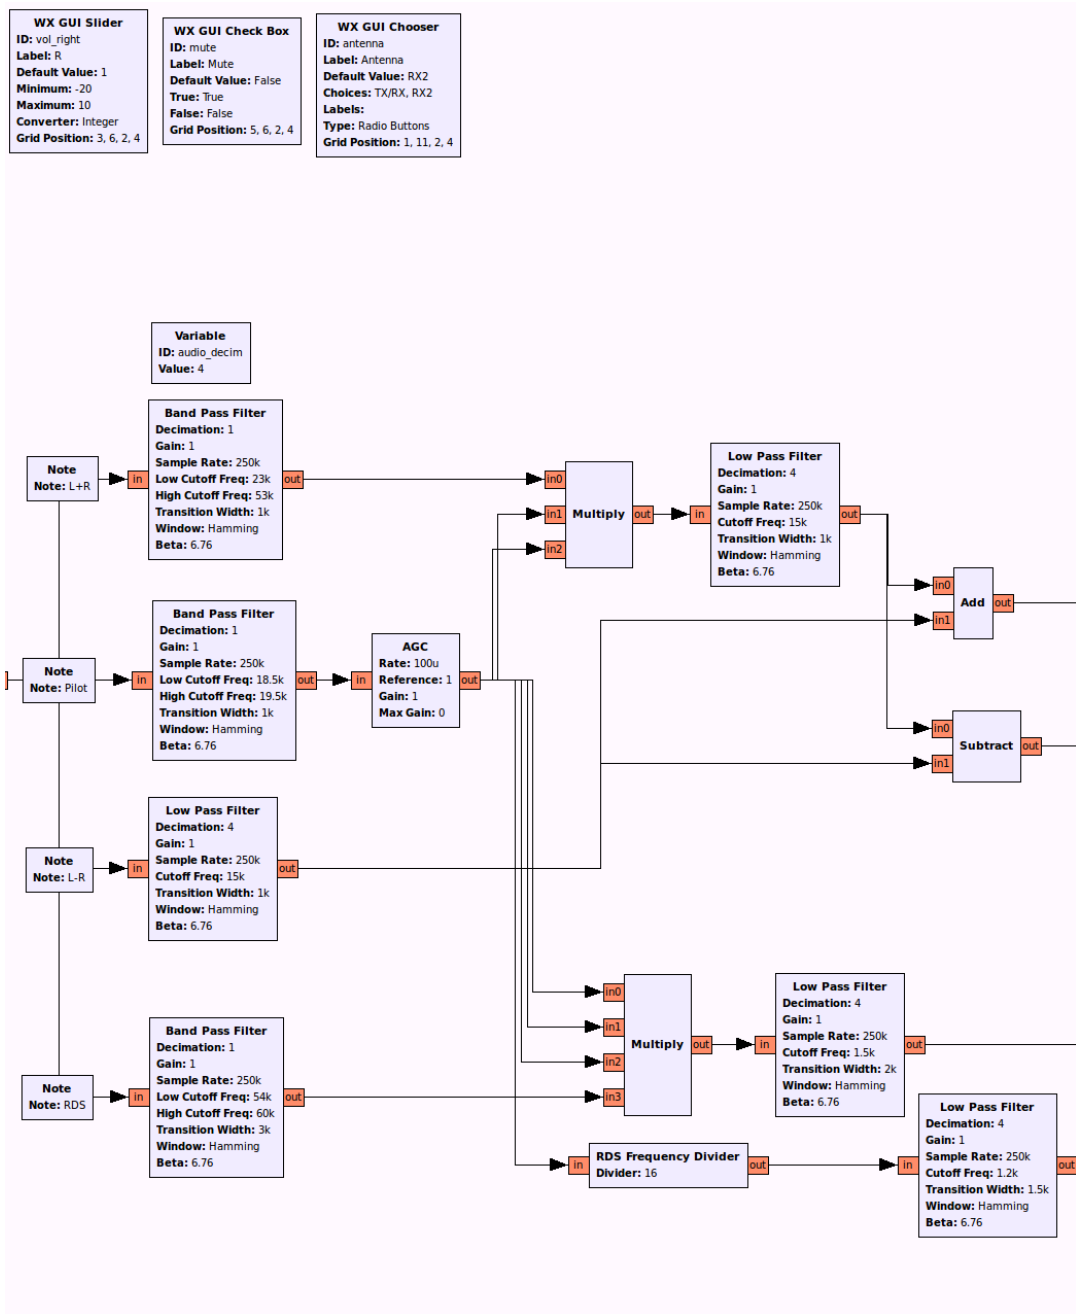 WX GUI Slider
ID: vol_right
Label: R
Default Value: 1
Minimum: -20
Maximum: 10
Converter: Integer
Grid Position: 3, 6, 2, 4
WX GUI Check Box
ID: mute
Label: Mute
Default Value: False
True: True
False: False
Grid Position: 5, 6, 2, 4
WX GUI Chooser
ID: antenna
Label: Antenna
Default Value: RX2
Choices: TX/RX, RX2
Labels:
Type: Radio Buttons
Grid Position: 1, 11, 2, 4
Variable
ID: audio_decim
Value: 4
Note
Note: L+R
in
Band Pass Filter
Decimation: 1
Gain: 1
Sample Rate: 250k
Low Cutoff Freq: 23k
High Cutoff Freq: 53k
Transition Width: 1k
Window: Hamming
Beta: 6.76
out
in0
in1
in2
Multiply
out
in
Low Pass Filter
Decimation: 4
Gain: 1
Sample Rate: 250k
Cutoff Freq: 15k
Transition Width: 1k
Window: Hamming
Beta: 6.76
out
in0
in1
Add
out
Note
Note: Pilot
in
Band Pass Filter
Decimation: 1
Gain: 1
Sample Rate: 250k
Low Cutoff Freq: 18.5k
High Cutoff Freq: 19.5k
Transition Width: 1k
Window: Hamming
Beta: 6.76
out
in
AGC
Rate: 100u
Reference: 1
Gain: 1
Max Gain: 0
out
in0
in1
Subtract
out
Note
Note: L-R
in
Low Pass Filter
Decimation: 4
Gain: 1
Sample Rate: 250k
Cutoff Freq: 15k
Transition Width: 1k
Window: Hamming
Beta: 6.76
out
Note
Note: RDS
in
Band Pass Filter
Decimation: 1
Gain: 1
Sample Rate: 250k
Low Cutoff Freq: 54k
High Cutoff Freq: 60k
Transition Width: 3k
Window: Hamming
Beta: 6.76
out
in0
in1
in2
in3
Multiply
out
in
Low Pass Filter
Decimation: 4
Gain: 1
Sample Rate: 250k
Cutoff Freq: 1.5k
Transition Width: 2k
Window: Hamming
Beta: 6.76
out
in
RDS Frequency Divider
Divider: 16
out
in
Low Pass Filter
Decimation: 4
Gain: 1
Sample Rate: 250k
Cutoff Freq: 1.2k
Transition Width: 1.5k
Window: Hamming
Beta: 6.76
out